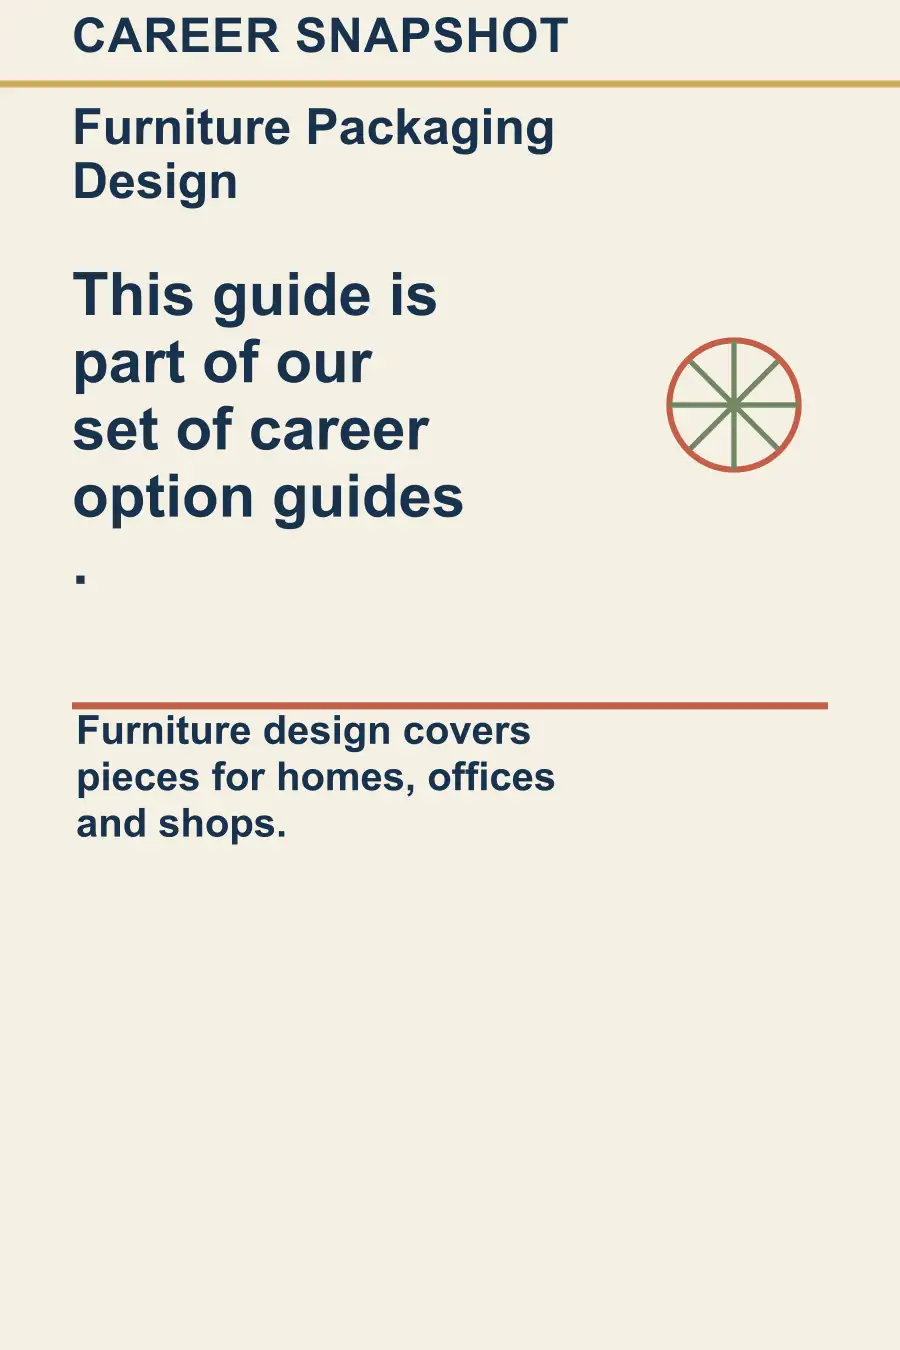 CAREER SNAPSHOT
Furniture Packaging
Design
This guide is
part of our
set of career
option guides
.
Furniture design covers
pieces for homes, offices
and shops.